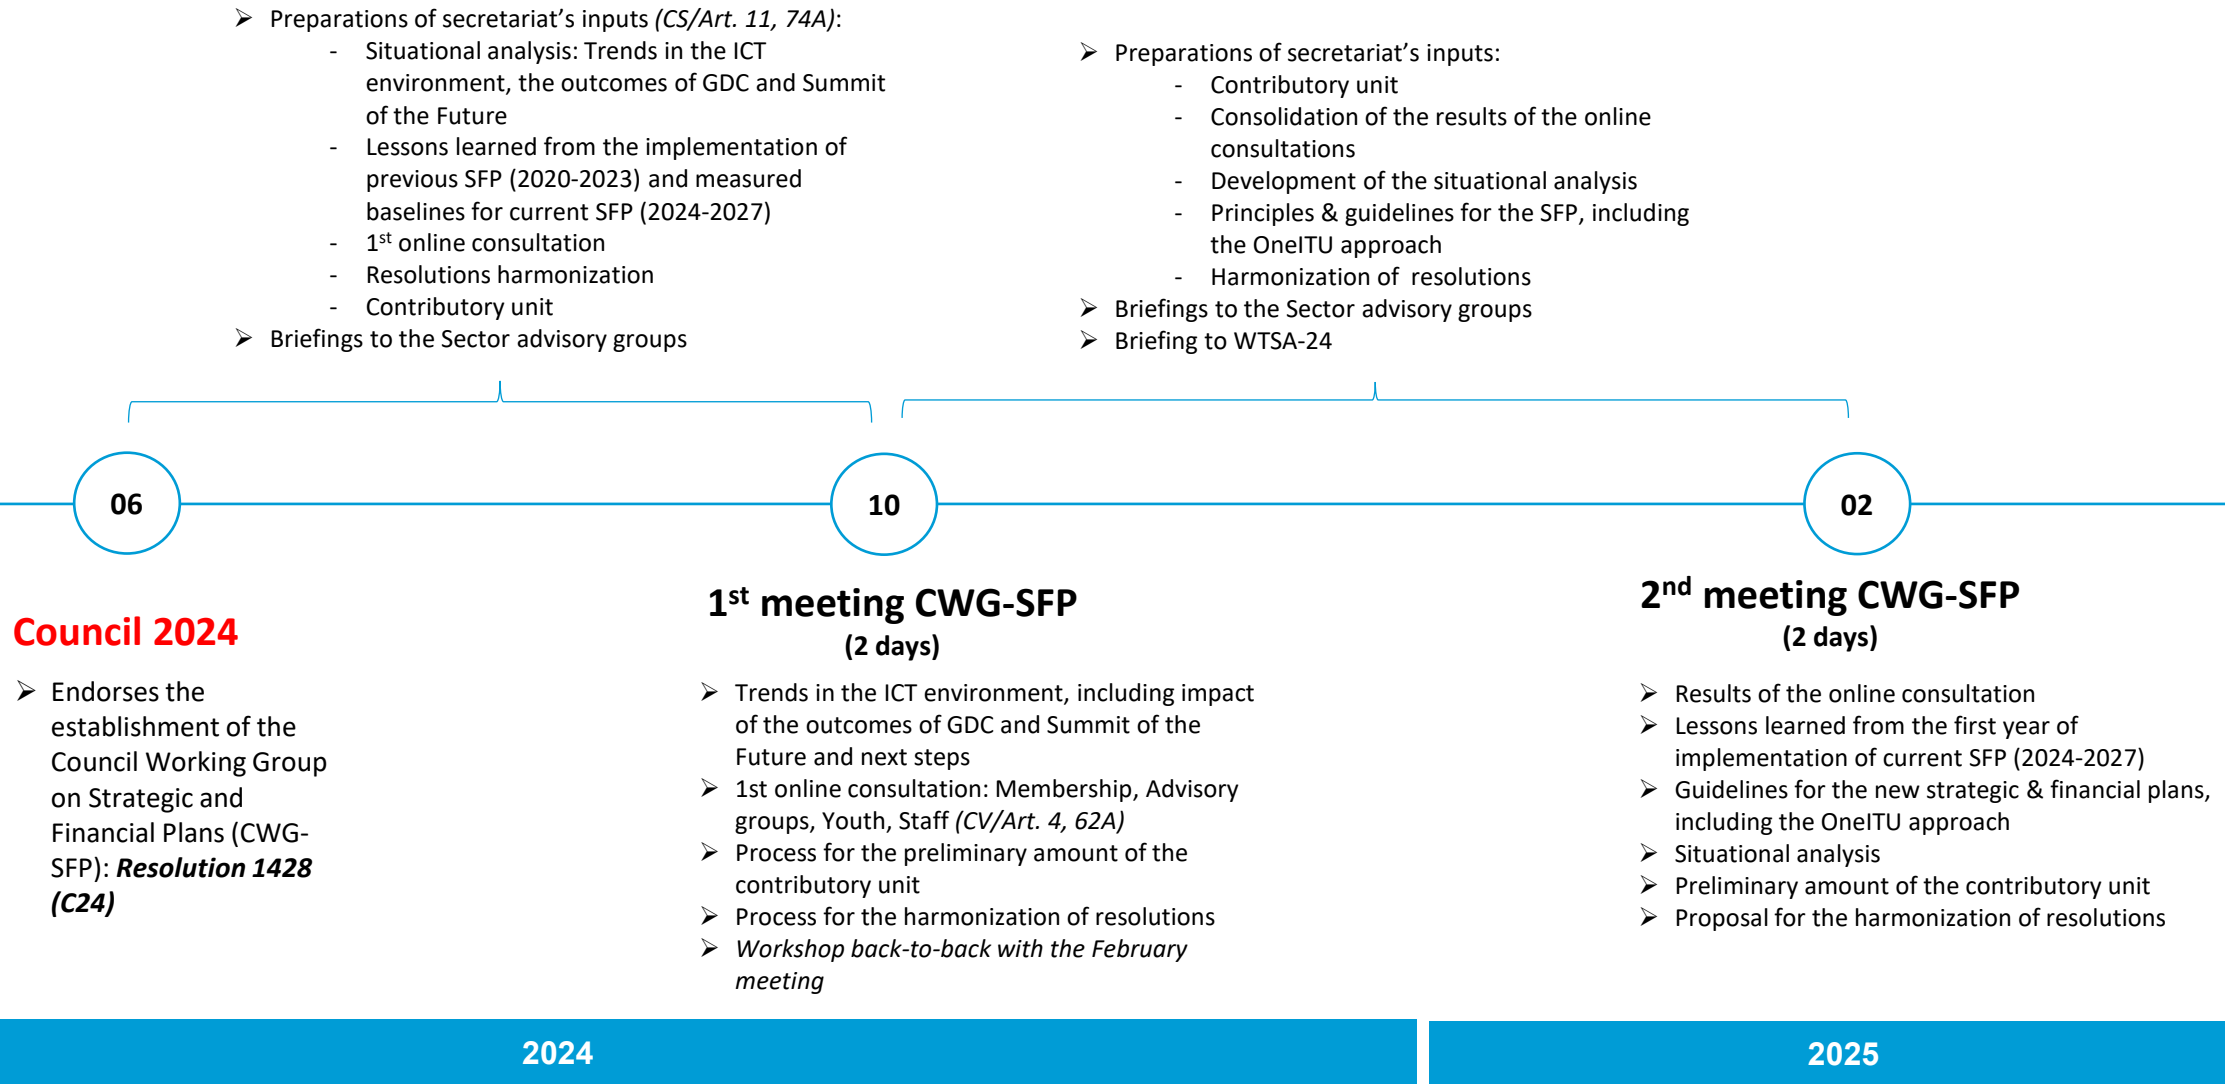 ➢ Preparations of secretariat’s inputs (CS/Art. 11, 74A):
- Situational analysis: Trends in the ICT
environment, the outcomes of GDC and Summit
of the Future
- Lessons learned from the implementation of
previous SFP (2020-2023) and measured
baselines for current SFP (2024-2027)
- 1st online consultation
- Resolutions harmonization
- Contributory unit
➢ Briefings to the Sector advisory groups
➢ Preparations of secretariat’s inputs:
- Contributory unit
- Consolidation of the results of the online
consultations
- Development of the situational analysis
- Principles & guidelines for the SFP, including
the OneITU approach
- Harmonization of resolutions
➢ Briefings to the Sector advisory groups
➢ Briefing to WTSA-24
06
10
02
Council 2024
➢ Endorses the
establishment of the
Council Working Group
on Strategic and
Financial Plans (CWG-
SFP): Resolution 1428
(C24)
1st meeting CWG-SFP
(2 days)
➢ Trends in the ICT environment, including impact
of the outcomes of GDC and Summit of the
Future and next steps
➢ 1st online consultation: Membership, Advisory
groups, Youth, Staff (CV/Art. 4, 62A)
➢ Process for the preliminary amount of the
contributory unit
➢ Process for the harmonization of resolutions
➢ Workshop back-to-back with the February
meeting
2nd meeting CWG-SFP
(2 days)
➢ Results of the online consultation
➢ Lessons learned from the first year of
implementation of current SFP (2024-2027)
➢ Guidelines for the new strategic & financial plans,
including the OneITU approach
➢ Situational analysis
➢ Preliminary amount of the contributory unit
➢ Proposal for the harmonization of resolutions
2024
2025